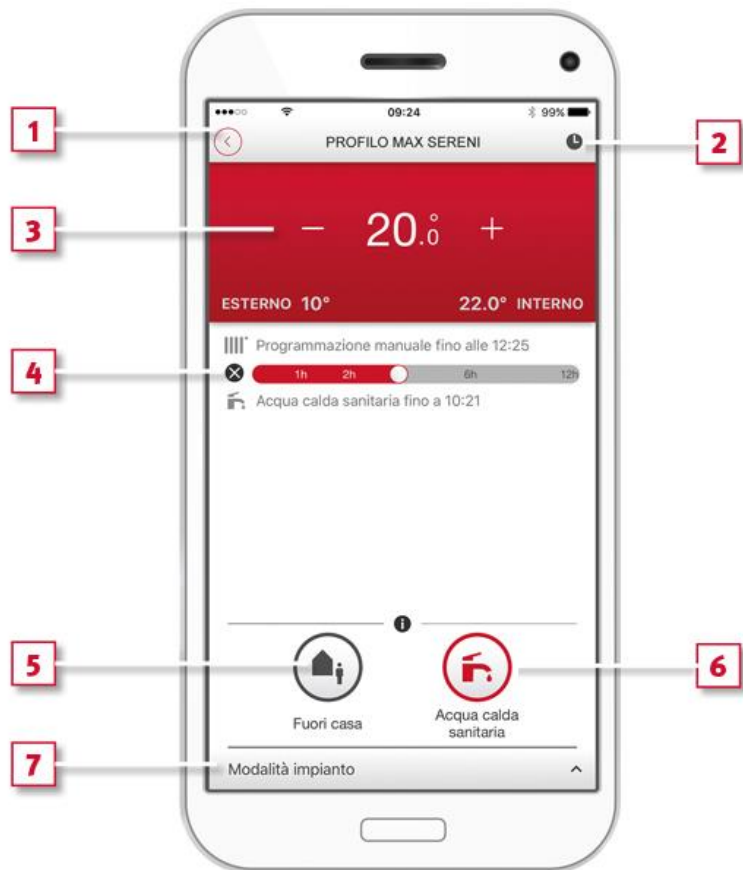 09:24
99%
1
PROFILO MAX SERENI
2
3
− 20.0° +
ESTERNO 10° 22.0° INTERNO
Programmazione manuale fino alle 12:25
4
1h 2h 6h 12h
Acqua calda sanitaria fino a 10:21
i
5
6
Fuori casa
Acqua calda
sanitaria
7
Modalità impianto